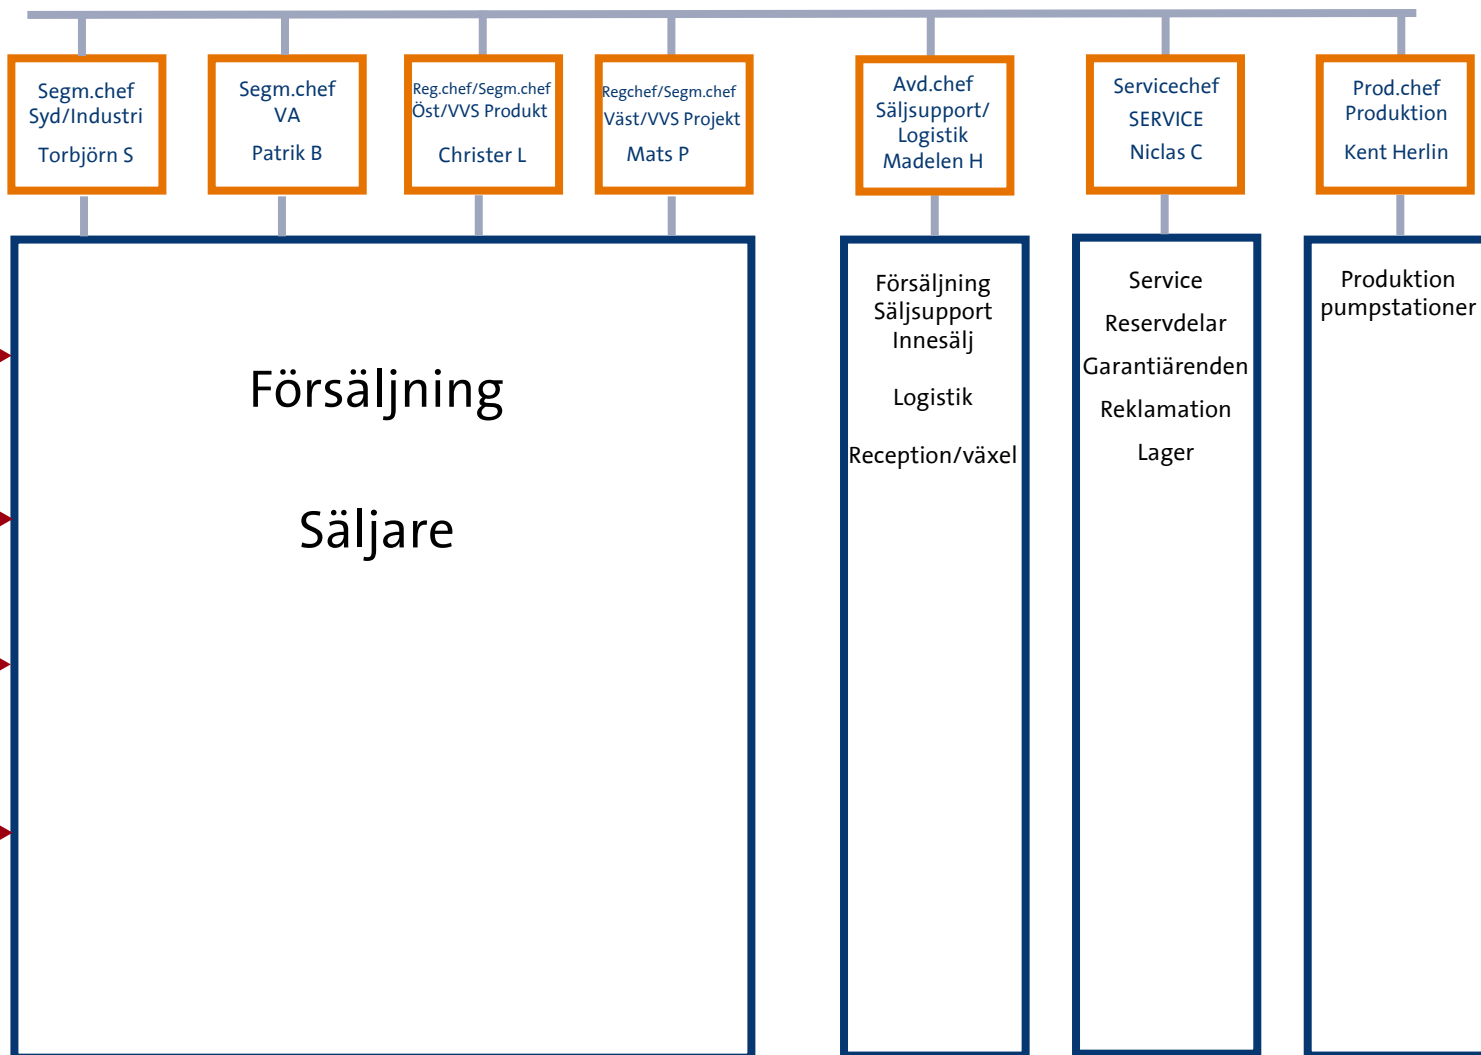 Segm.chef
Syd/Industri
Torbjörn S
Segm.chef
VA
Patrik B
Reg.chef/Segm.chef
Öst/VVS Produkt
Christer L
Regchef/Segm.chef
Väst/VVS Projekt
Mats P
Avd.chef
Säljsupport/
Logistik
Madelen H
Servicechef
SERVICE
Niclas C
Prod.chef
Produktion
Kent Herlin
Försäljning
Säljare
Försäljning
Säljsupport
Innesälj
Logistik
Reception/växel
Service
Reservdelar
Garantiärenden
Reklamation
Lager
Produktion
pumpstationer